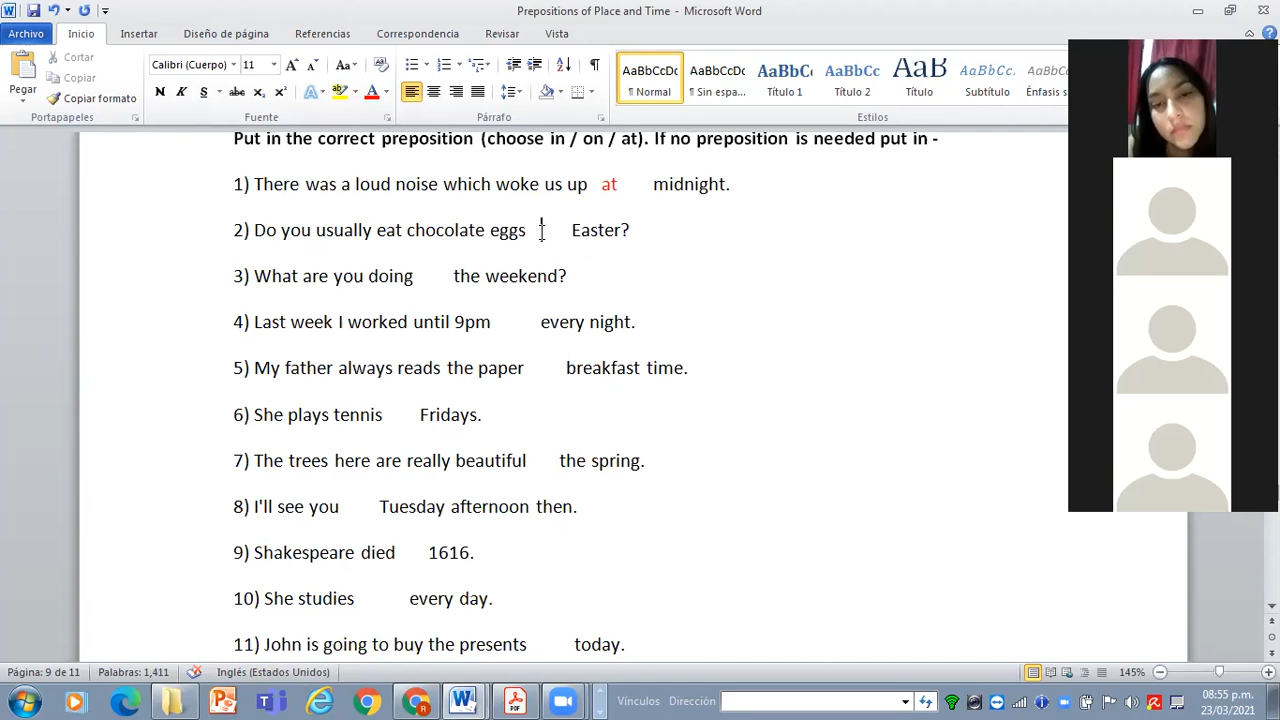 Prepositions of Place and Time - Microsoft Word
Archivo Inicio Insertar Diseño de página Referencias Correspondencia Revisar Vista
Cortar
Copiar
Copiar formato
Pegar
Calibri (Cuerpo) 11
AaBbCcDc AaBbCcDc AaBbC AaBbCc AaB AaBbCc. AaBbCcDc
¶ Normal ¶ Sin espa... Título 1 Título 2 Título Subtítulo Énfasis s
Portapapeles Fuente Párrafo Estilos
Put in the correct preposition (choose in / on / at). If no preposition is needed put in -
1) There was a loud noise which woke us up at midnight.
2) Do you usually eat chocolate eggs Easter?
3) What are you doing the weekend?
4) Last week I worked until 9pm every night.
5) My father always reads the paper breakfast time.
6) She plays tennis Fridays.
7) The trees here are really beautiful the spring.
8) I'll see you Tuesday afternoon then.
9) Shakespeare died 1616.
10) She studies every day.
11) John is going to buy the presents today.
Página: 9 de 11 Palabras: 1,411 Inglés (Estados Unidos) 145%
Vínculos Dirección 08:55 p.m.
23/03/2021